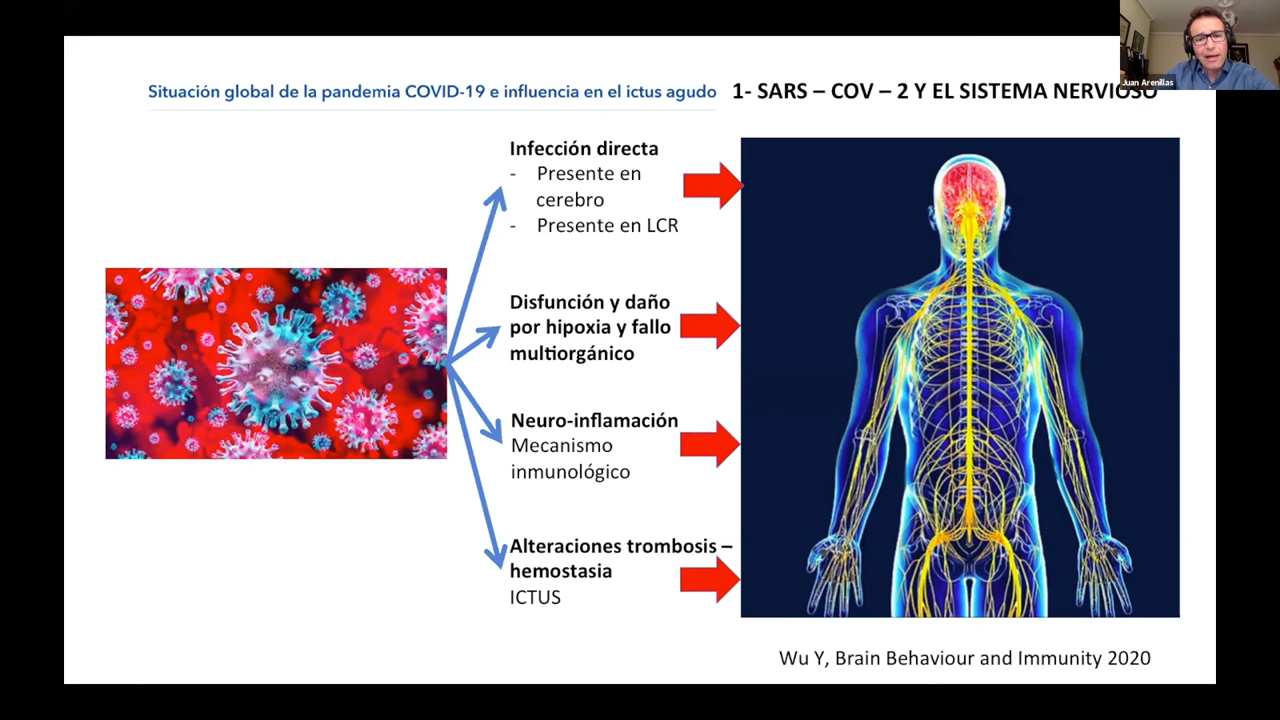 Situación global de la pandemia COVID-19 e influencia en el ictus agudo
1- SARS – COV – 2 Y EL SISTEMA NERVIOSO
Juan Arenillas
Infección directa
- Presente en
cerebro
- Presente en LCR
Disfunción y daño
por hipoxia y fallo
multiorgánico
Neuro-inflamación
Mecanismo
inmunológico
Alteraciones trombosis –
hemostasia
ICTUS
Wu Y, Brain Behaviour and Immunity 2020